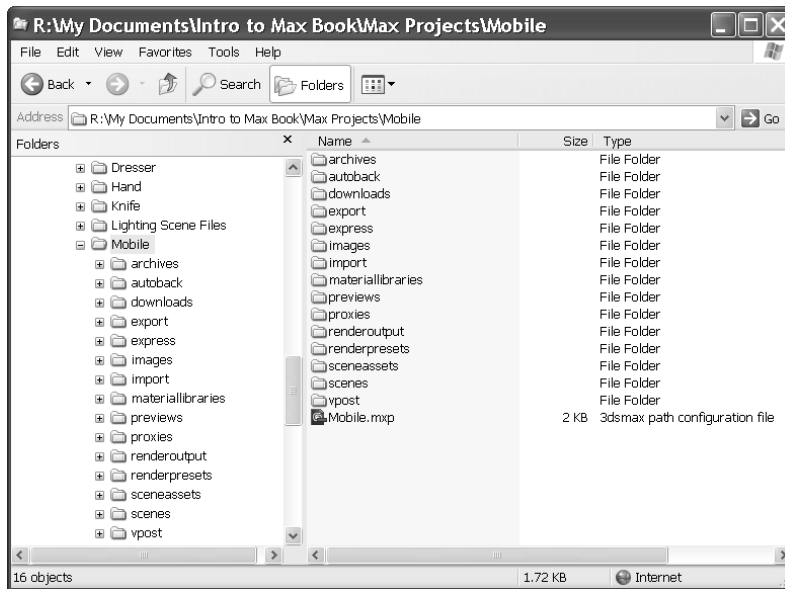 R:\My Documents\Intro to Max Book\Max Projects\Mobile
File Edit View Favorites Tools Help
Back Search Folders
Address R:\My Documents\Intro to Max Book\Max Projects\Mobile Go
Folders
Dresser
Hand
Knife
Lighting Scene Files
Mobile
archives
autoback
downloads
export
express
images
import
materiallibraries
previews
proxies
renderoutput
renderpresets
sceneassets
scenes
vpost
Name Size Type
archives File Folder
autoback File Folder
downloads File Folder
export File Folder
express File Folder
images File Folder
import File Folder
materiallibraries File Folder
previews File Folder
proxies File Folder
renderoutput File Folder
renderpresets File Folder
sceneassets File Folder
scenes File Folder
vpost File Folder
Mobile.mxp 2 KB 3dsmax path configuration file
16 objects 1.72 KB Internet